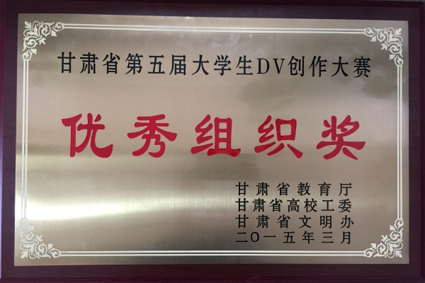 甘肃省第五届大学生DV创作大赛
优秀组织奖
甘肃省教育厅
甘肃省高校工委
甘肃省文明办
二〇一五年三月